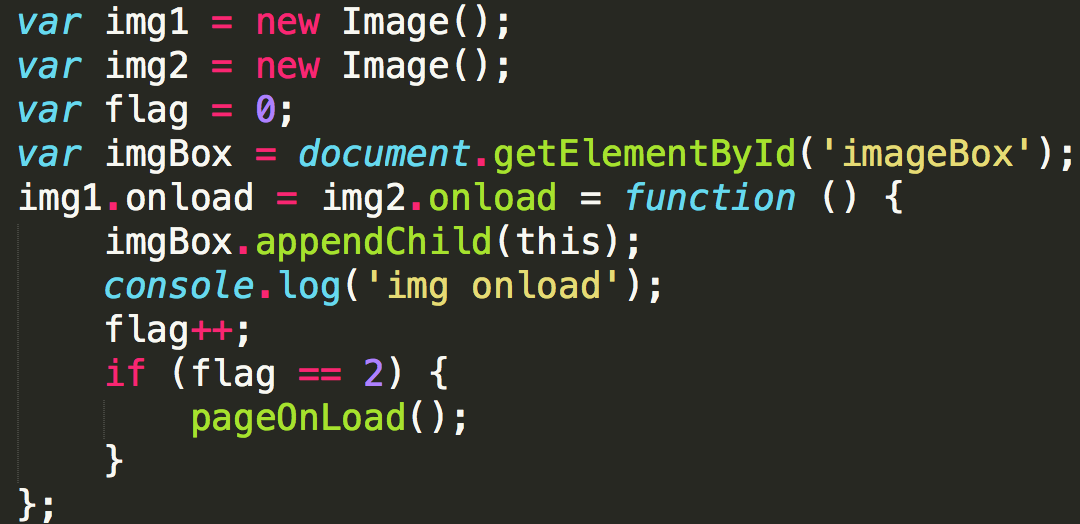 var img1 = new Image();
var img2 = new Image();
var flag = 0;
var imgBox = document.getElementById('imageBox');
img1.onload = img2.onload = function () {
    imgBox.appendChild(this);
    console.log('img onload');
    flag++;
    if (flag == 2) {
        pageOnLoad();
    }
};